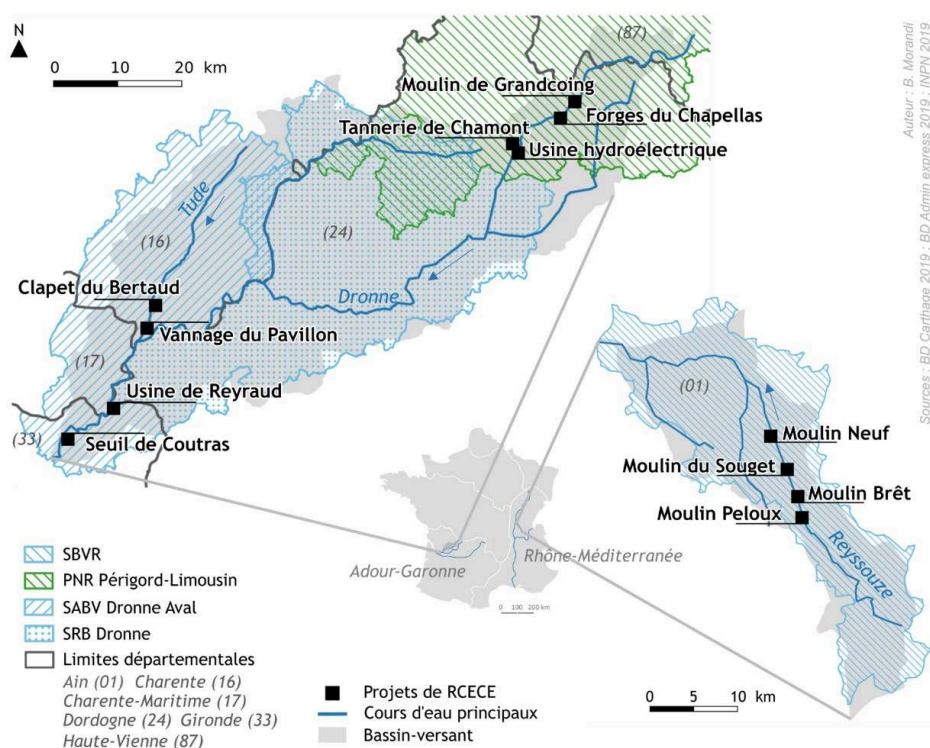 N
0 10 20 km
(87)
Moulin de Grandcoing
Forges du Chapellas
Tannerie de Chamont
Usine hydroélectrique
Tude
(16)
(24)
Clapet du Bertaud
Dronne
Vannage du Pavillon
(17)
Usine de Reyraud
(33)
Seuil de Coutras
(01)
Moulin Neuf
Moulin du Souget
Moulin Brêt
Moulin Peloux
Reyssouze
Adour-Garonne
Rhône-Méditerranée
0 100 200 km
SBVR
PNR Périgord-Limousin
SABV Dronne Aval
SRB Dronne
Limites départementales
Ain (01) Charente (16)
Charente-Maritime (17)
Dordogne (24) Gironde (33)
Haute-Vienne (87)
Projets de RCECE
Cours d'eau principaux
Bassin-versant
0 5 10 km
Auteur : B. Morandi
Sources : BD Carthage 2019 ; BD Admin express 2019 ; INPN 2019